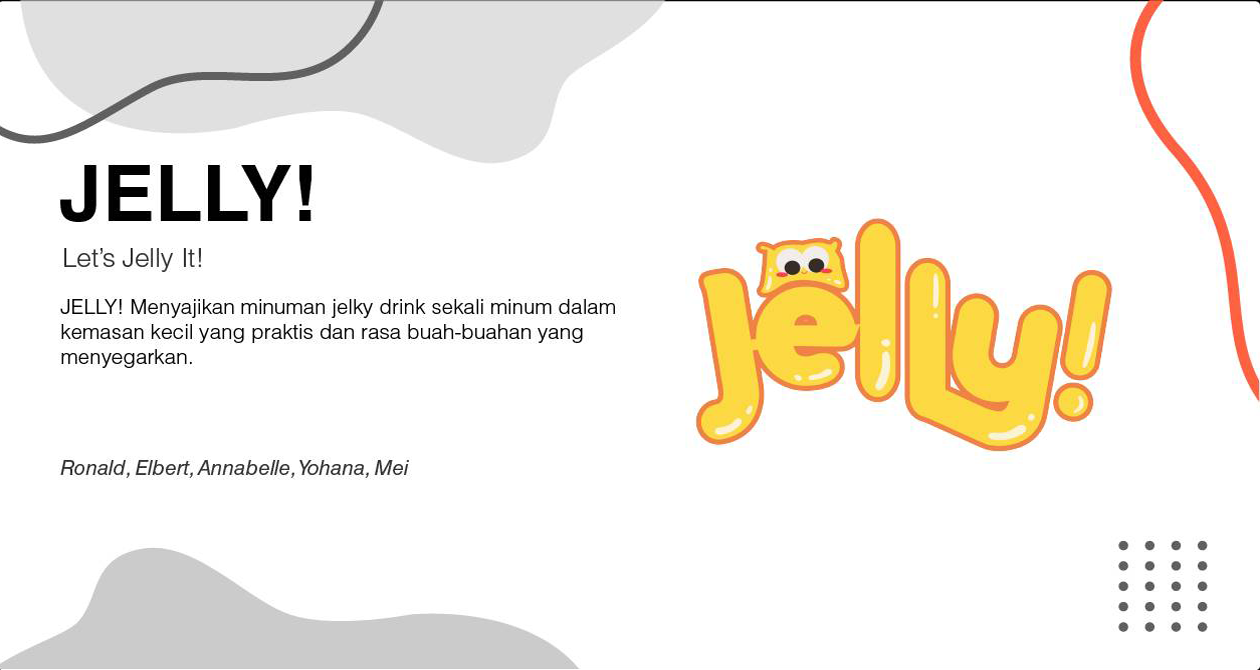 JELLY!
Let's Jelly It!
JELLY! Menyajikan minuman jelky drink sekali minum dalam
kemasan kecil yang praktis dan rasa buah-buahan yang
menyegarkan.
Ronald, Elbert, Annabelle, Yohana, Mei
jelly!